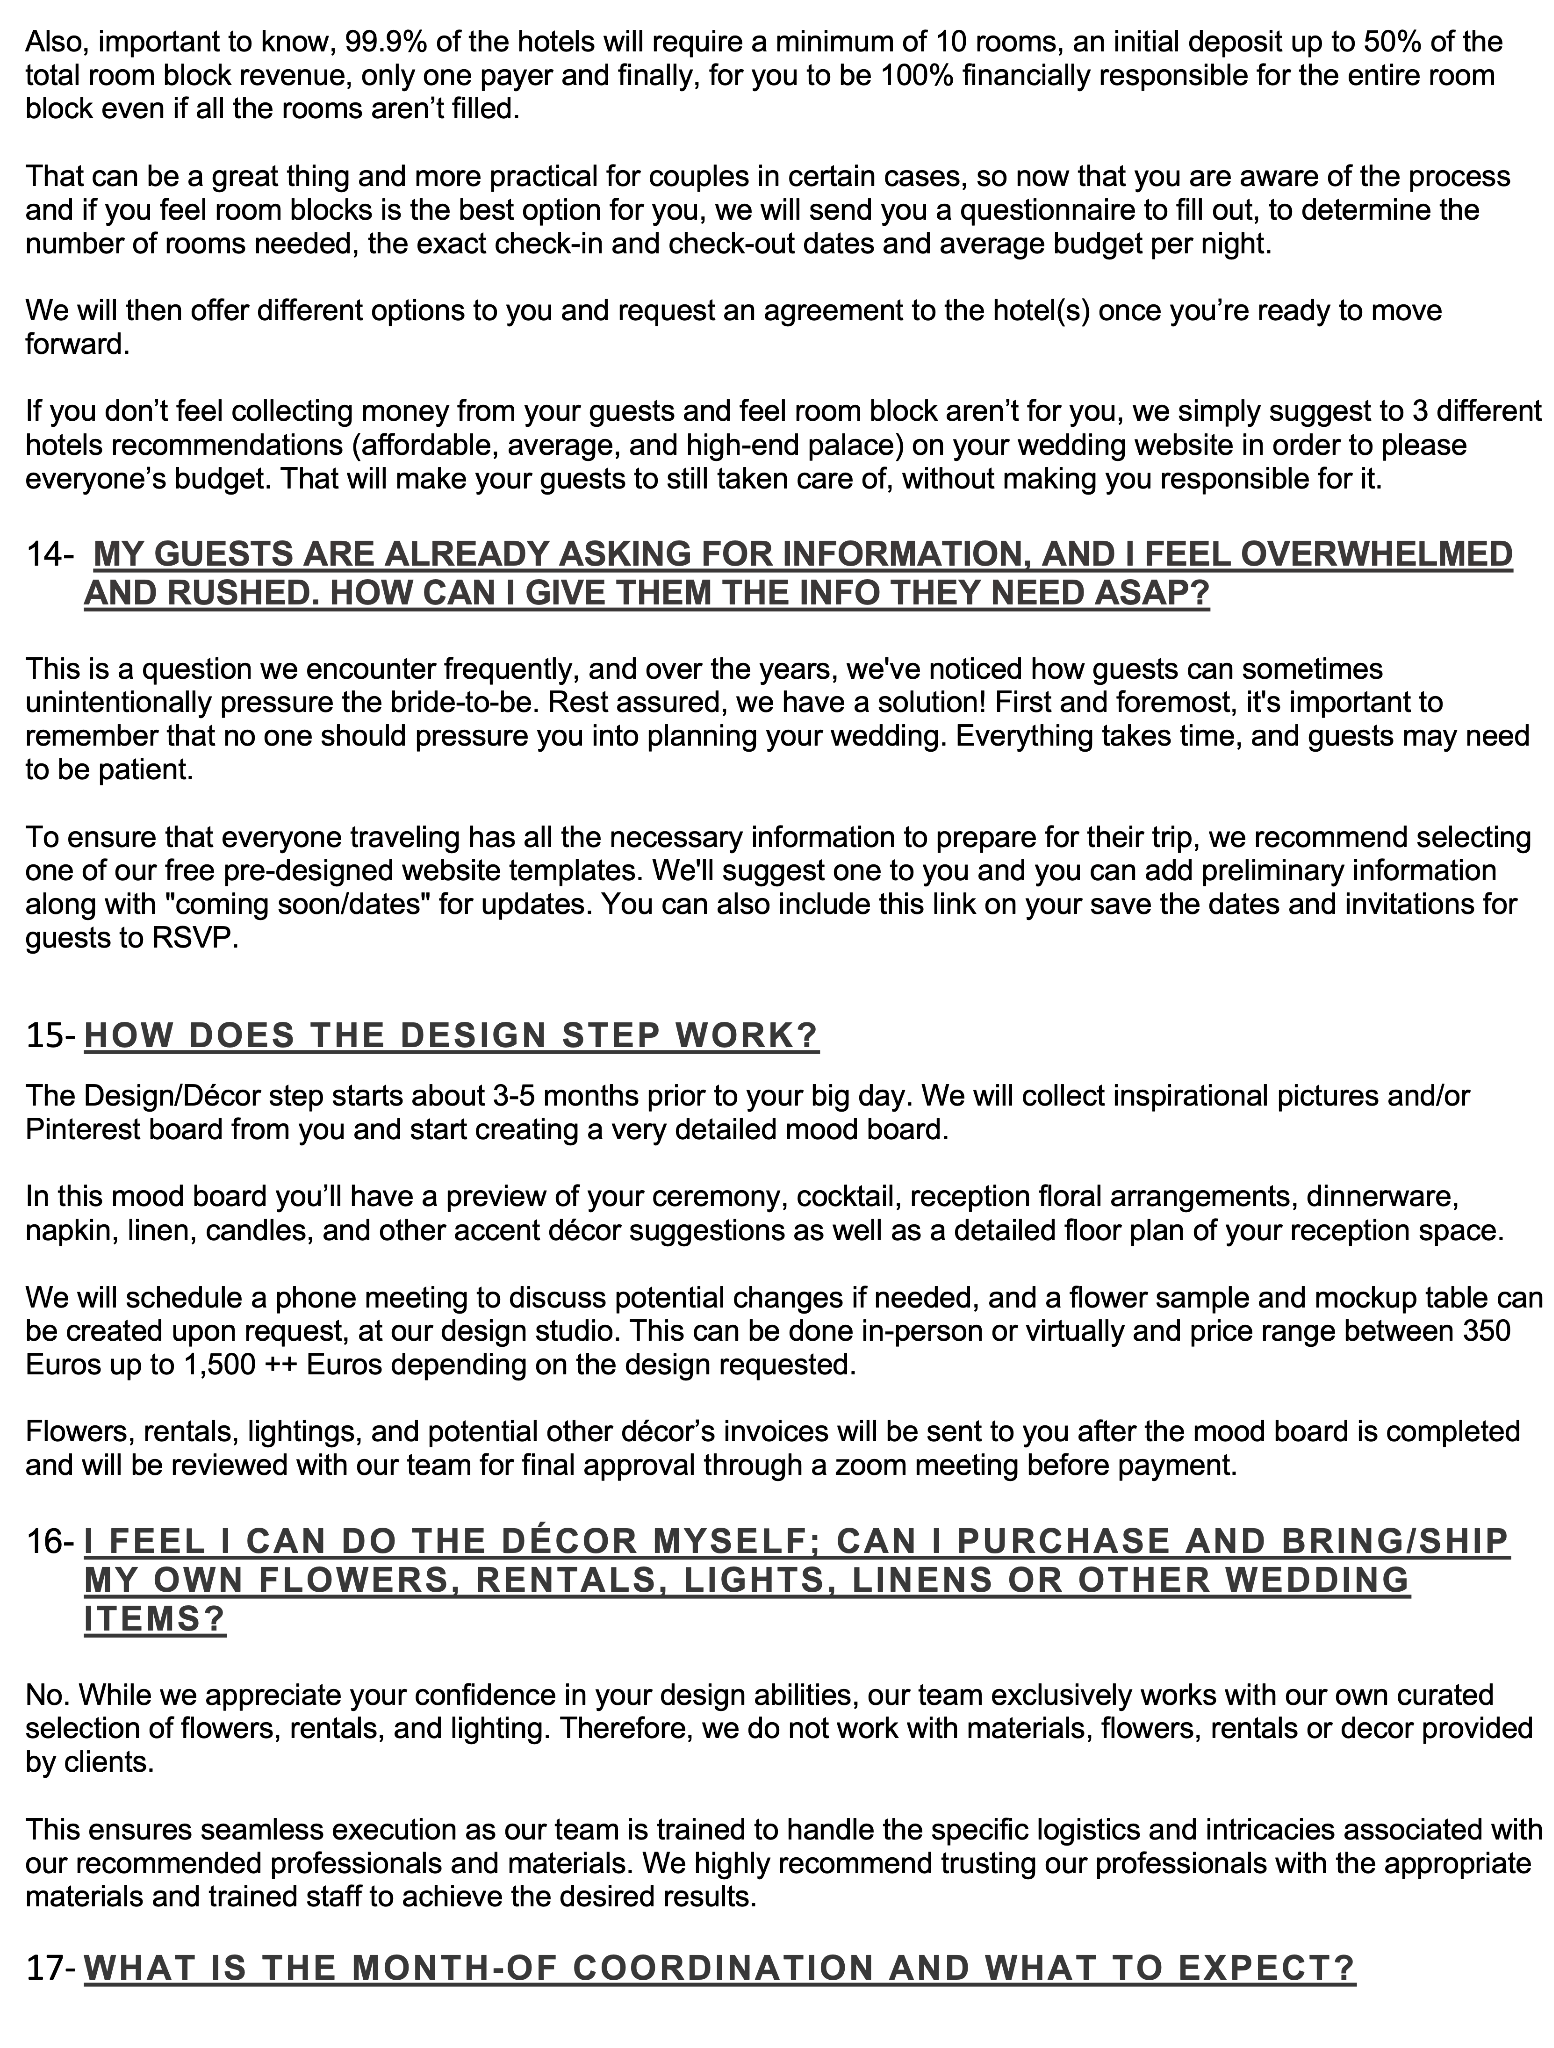 Also, important to know, 99.9% of the hotels will require a minimum of 10 rooms, an initial deposit up to 50% of the
total room block revenue, only one payer and finally, for you to be 100% financially responsible for the entire room
block even if all the rooms aren’t filled.
That can be a great thing and more practical for couples in certain cases, so now that you are aware of the process
and if you feel room blocks is the best option for you, we will send you a questionnaire to fill out, to determine the
number of rooms needed, the exact check-in and check-out dates and average budget per night.
We will then offer different options to you and request an agreement to the hotel(s) once you’re ready to move
forward.
If you don’t feel collecting money from your guests and feel room block aren’t for you, we simply suggest to 3 different
hotels recommendations (affordable, average, and high-end palace) on your wedding website in order to please
everyone’s budget. That will make your guests to still taken care of, without making you responsible for it.
14- MY GUESTS ARE ALREADY ASKING FOR INFORMATION, AND I FEEL OVERWHELMED
AND RUSHED. HOW CAN I GIVE THEM THE INFO THEY NEED ASAP?
This is a question we encounter frequently, and over the years, we've noticed how guests can sometimes
unintentionally pressure the bride-to-be. Rest assured, we have a solution! First and foremost, it's important to
remember that no one should pressure you into planning your wedding. Everything takes time, and guests may need
to be patient.
To ensure that everyone traveling has all the necessary information to prepare for their trip, we recommend selecting
one of our free pre-designed website templates. We'll suggest one to you and you can add preliminary information
along with "coming soon/dates" for updates. You can also include this link on your save the dates and invitations for
guests to RSVP.
15- HOW DOES THE DESIGN STEP WORK?
The Design/Décor step starts about 3-5 months prior to your big day. We will collect inspirational pictures and/or
Pinterest board from you and start creating a very detailed mood board.
In this mood board you’ll have a preview of your ceremony, cocktail, reception floral arrangements, dinnerware,
napkin, linen, candles, and other accent décor suggestions as well as a detailed floor plan of your reception space.
We will schedule a phone meeting to discuss potential changes if needed, and a flower sample and mockup table can
be created upon request, at our design studio. This can be done in-person or virtually and price range between 350
Euros up to 1,500 ++ Euros depending on the design requested.
Flowers, rentals, lightings, and potential other décor’s invoices will be sent to you after the mood board is completed
and will be reviewed with our team for final approval through a zoom meeting before payment.
16- I FEEL I CAN DO THE DÉCOR MYSELF; CAN I PURCHASE AND BRING/SHIP
MY OWN FLOWERS, RENTALS, LIGHTS, LINENS OR OTHER WEDDING
ITEMS?
No. While we appreciate your confidence in your design abilities, our team exclusively works with our own curated
selection of flowers, rentals, and lighting. Therefore, we do not work with materials, flowers, rentals or decor provided
by clients.
This ensures seamless execution as our team is trained to handle the specific logistics and intricacies associated with
our recommended professionals and materials. We highly recommend trusting our professionals with the appropriate
materials and trained staff to achieve the desired results.
17- WHAT IS THE MONTH-OF COORDINATION AND WHAT TO EXPECT?